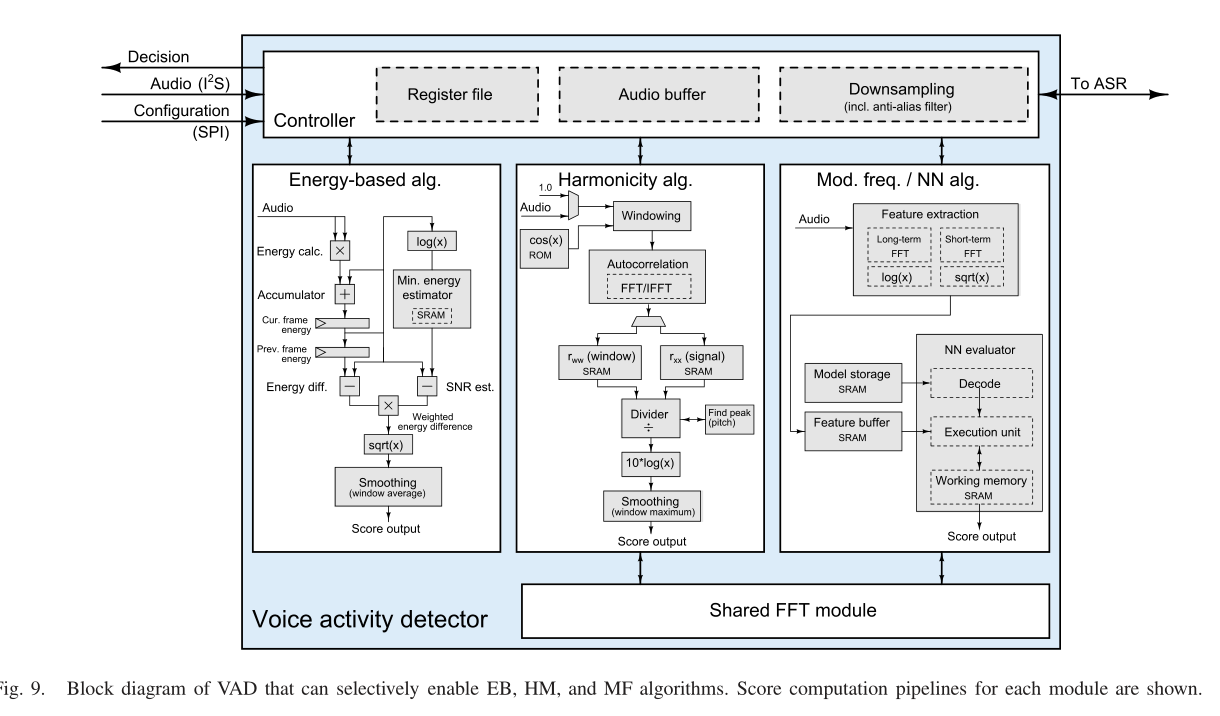 Decision
Audio (I²S)
Configuration
(SPI)
Controller
Register file
Audio buffer
Downsampling
(incl. anti-alias filter)
To ASR
Energy-based alg.
Audio
Energy calc.
×
Accumulator
+
Cur. frame
energy
Prev. frame
energy
Energy diff.
−
log(x)
Min. energy
estimator
SRAM
−
SNR est.
×
Weighted
energy difference
sqrt(x)
Smoothing
(window average)
Score output
Harmonicity alg.
1.0
Audio
Windowing
cos(x)
ROM
Autocorrelation
FFT/IFFT
rww (window)
SRAM
rxx (signal)
SRAM
Divider
÷
Find peak
(pitch)
10*log(x)
Smoothing
(window maximum)
Score output
Mod. freq. / NN alg.
Audio
Feature extraction
Long-term
FFT
Short-term
FFT
log(x)
sqrt(x)
NN evaluator
Model storage
SRAM
Decode
Feature buffer
SRAM
Execution unit
Working memory
SRAM
Score output
Voice activity detector
Shared FFT module
Fig. 9. Block diagram of VAD that can selectively enable EB, HM, and MF algorithms. Score computation pipelines for each module are shown.